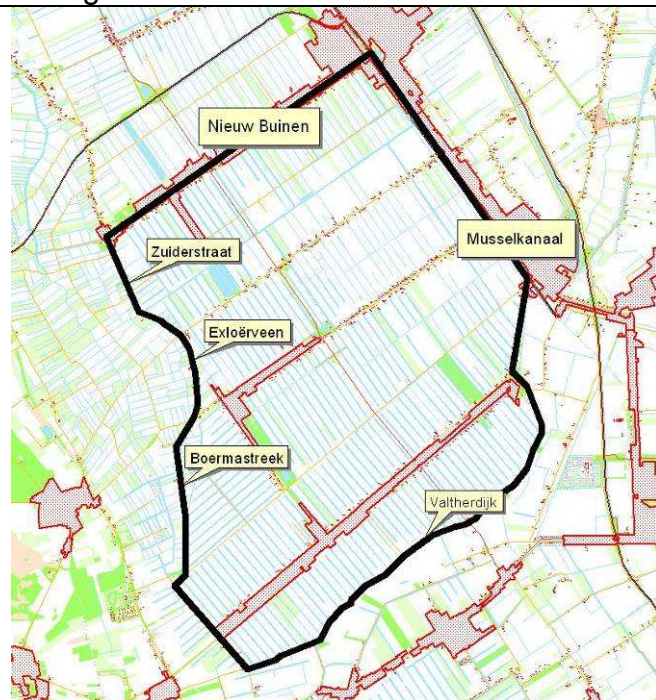 Nieuw Buinen
Musselkanaal
Zuiderstraat
Exloërveen
Boermastreek
Valtherdijk